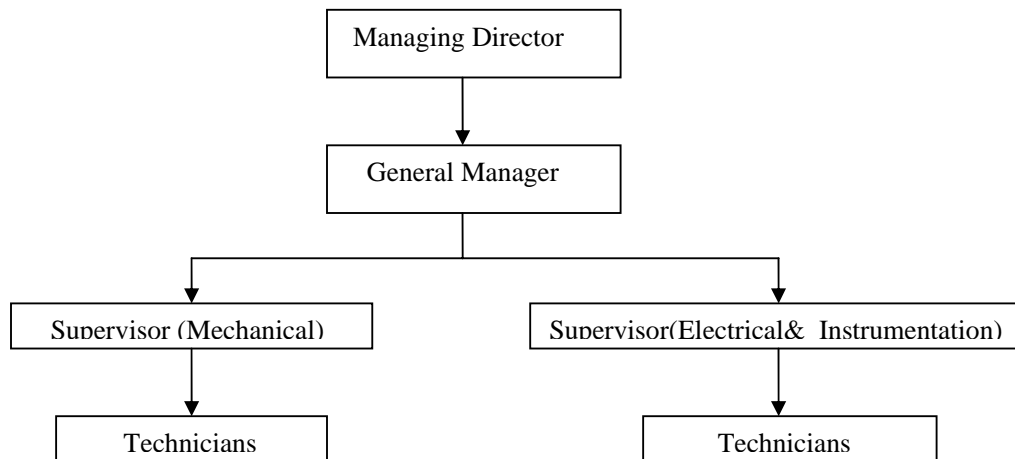 Managing Director
General Manager
Supervisor (Mechanical)
Supervisor(Electrical& Instrumentation)
Technicians
Technicians